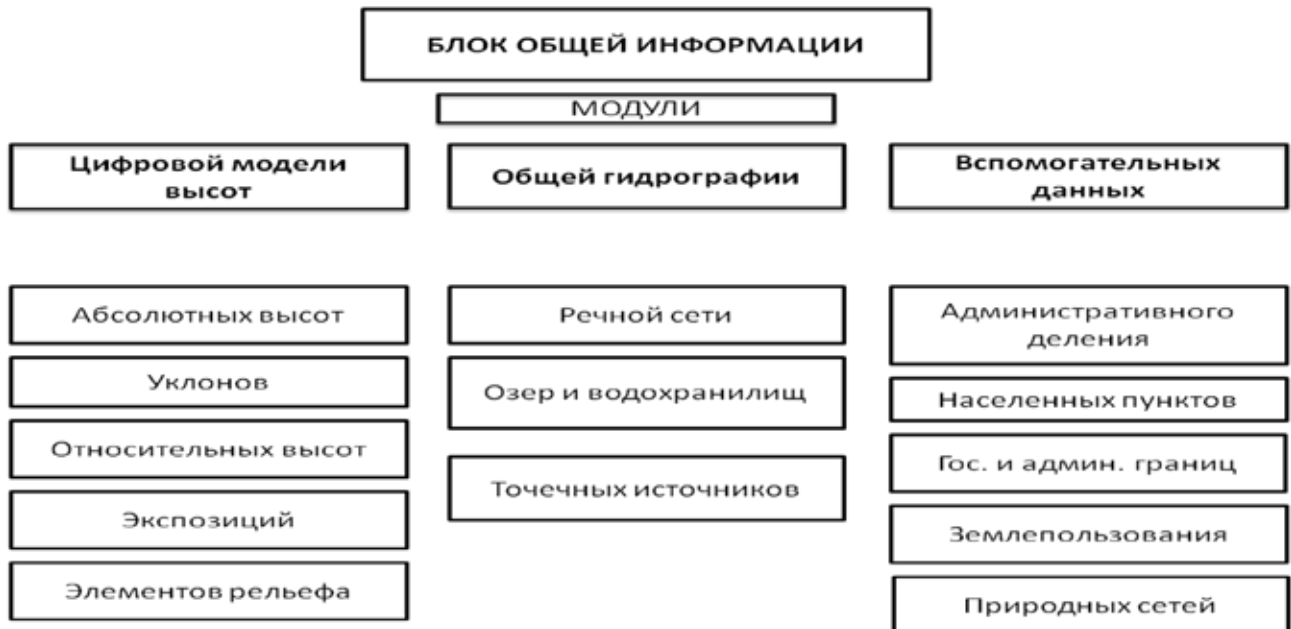 БЛОК ОБЩЕЙ ИНФОРМАЦИИ
МОДУЛИ
Цифровой модели
высот
Общей гидрографии
Вспомогательных
данных
Абсолютных высот
Уклонов
Относительных высот
Экспозиций
Элементов рельефа
Речной сети
Озер и водохранилищ
Точечных источников
Административного
деления
Населенных пунктов
Гос. и админ. границ
Землепользования
Природных сетей